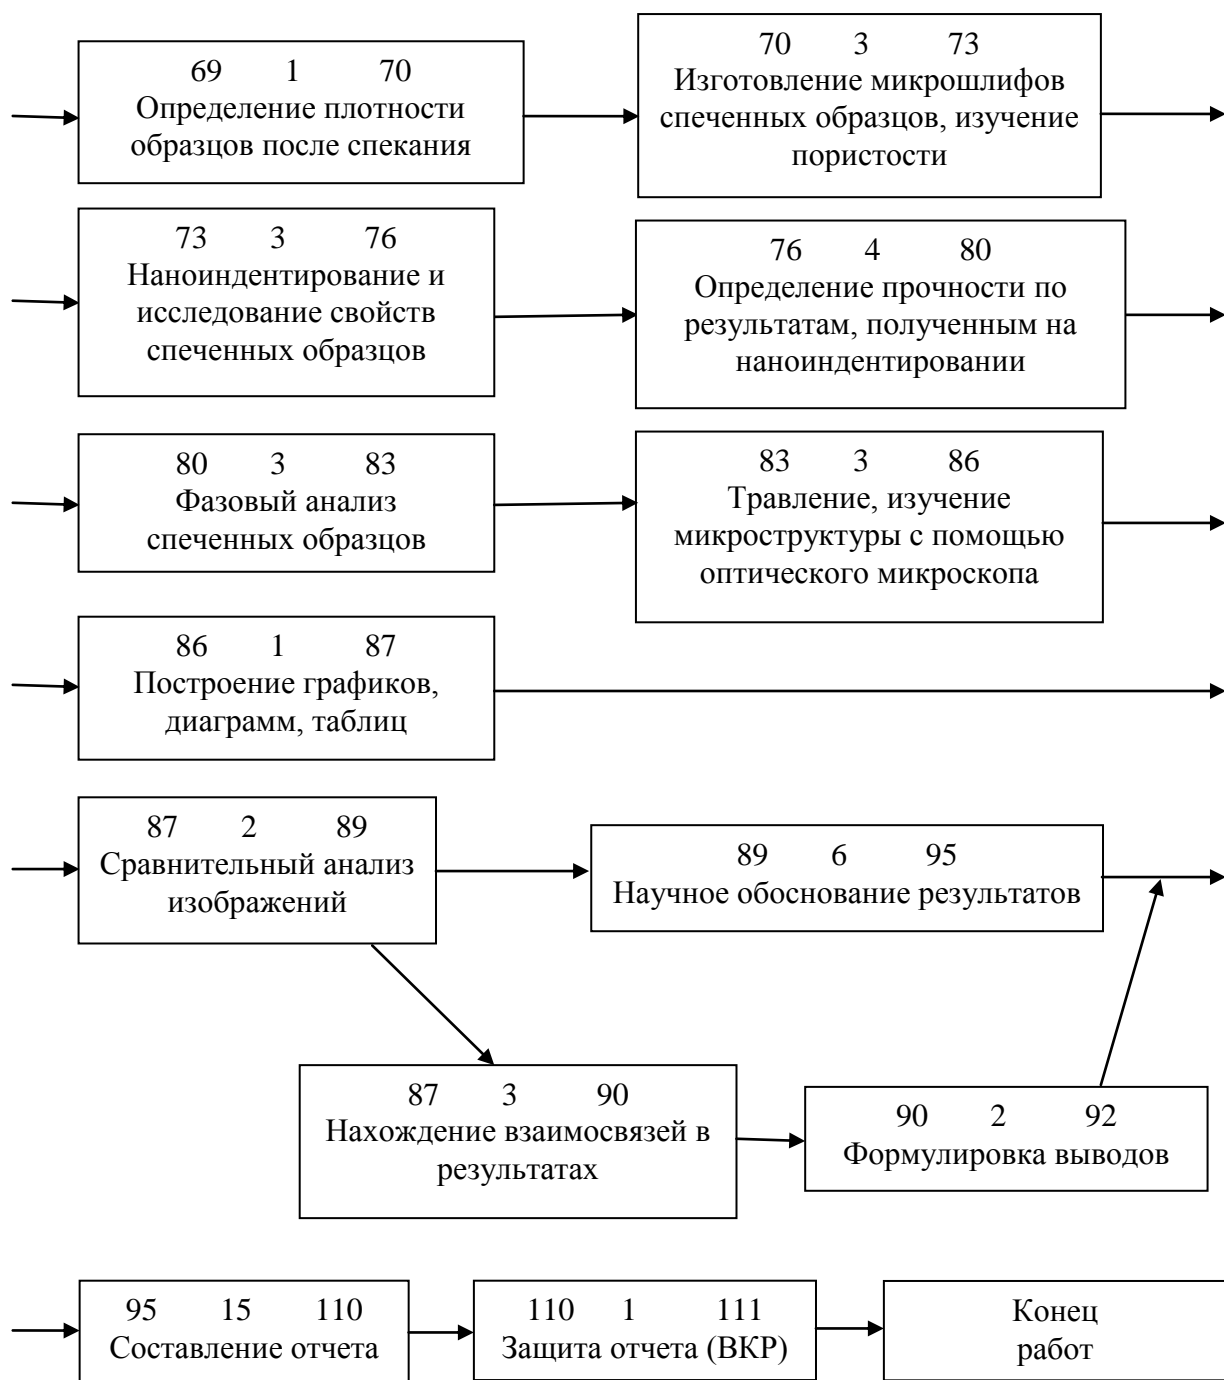 69 1 70
Определение плотности
образцов после спекания
70 3 73
Изготовление микрошлифов
спеченных образцов, изучение
пористости
73 3 76
Наноиндентирование и
исследование свойств
спеченных образцов
76 4 80
Определение прочности по
результатам, полученным на
наноиндентировании
80 3 83
Фазовый анализ
спеченных образцов
83 3 86
Травление, изучение
микроструктуры с помощью
оптического микроскопа
86 1 87
Построение графиков,
диаграмм, таблиц
87 2 89
Сравнительный анализ
изображений
89 6 95
Научное обоснование результатов
87 3 90
Нахождение взаимосвязей в
результатах
90 2 92
Формулировка выводов
95 15 110
Составление отчета
110 1 111
Защита отчета (ВКР)
Конец
работ